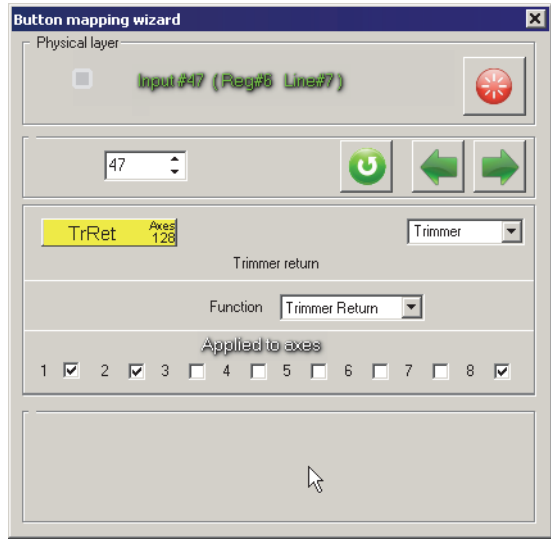 Button mapping wizard
Physical layer
Input #47 (Reg#6 Line#7)
47
TrRet Axes 128
Trimmer
Trimmer return
Function Trimmer Return
Applied to axes
1 2 3 4 5 6 7 8